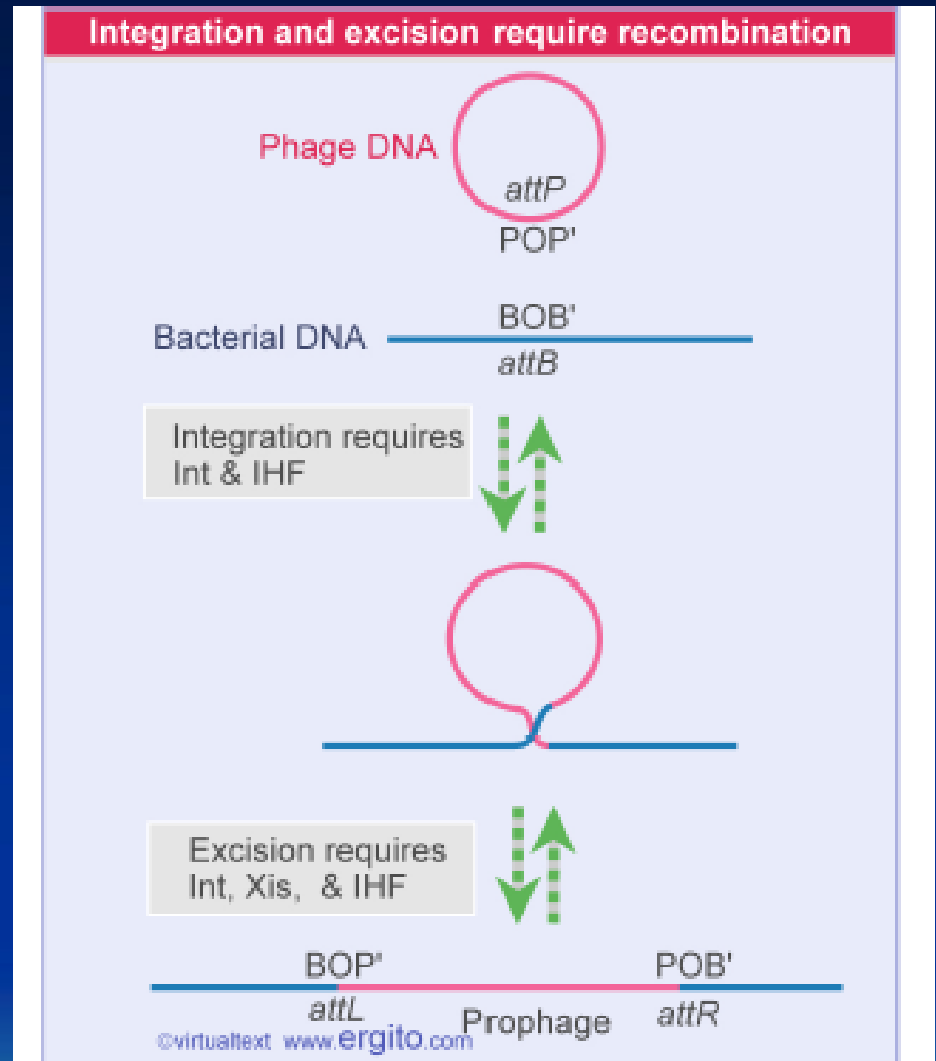 Integration and excision require recombination
Phage DNA
attP
POP'
BOB'
Bacterial DNA
attB
Integration requires
Int & IHF
Excision requires
Int, Xis, & IHF
BOP'
POB'
attL
Prophage
attR
©virtualtext www.ergito.com